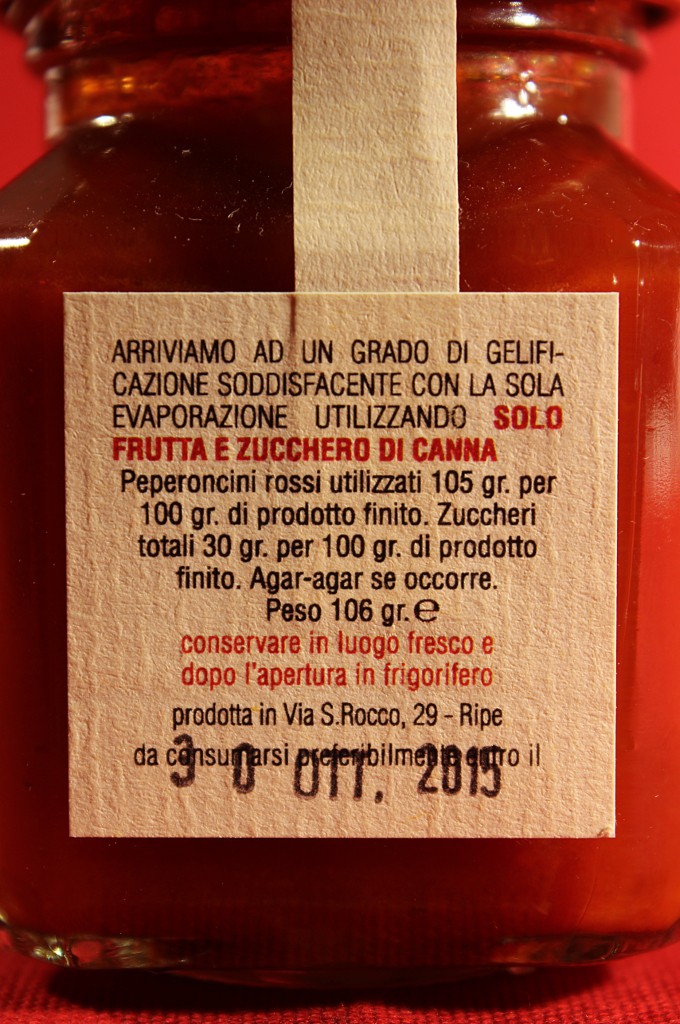 ARRIVIAMO AD UN GRADO DI GELIFI-
CAZIONE SODDISFACENTE CON LA SOLA
EVAPORAZIONE UTILIZZANDO SOLO
FRUTTA E ZUCCHERO DI CANNA
Peperoncini rossi utilizzati 105 gr. per
100 gr. di prodotto finito. Zuccheri
totali 30 gr. per 100 gr. di prodotto
finito. Agar-agar se occorre.
Peso 106 gr. ℮
conservare in luogo fresco e
dopo l'apertura in frigorifero
prodotta in Via S.Rocco, 29 - Ripe
da consumarsi preferibilmente entro il
30 OTT. 2015